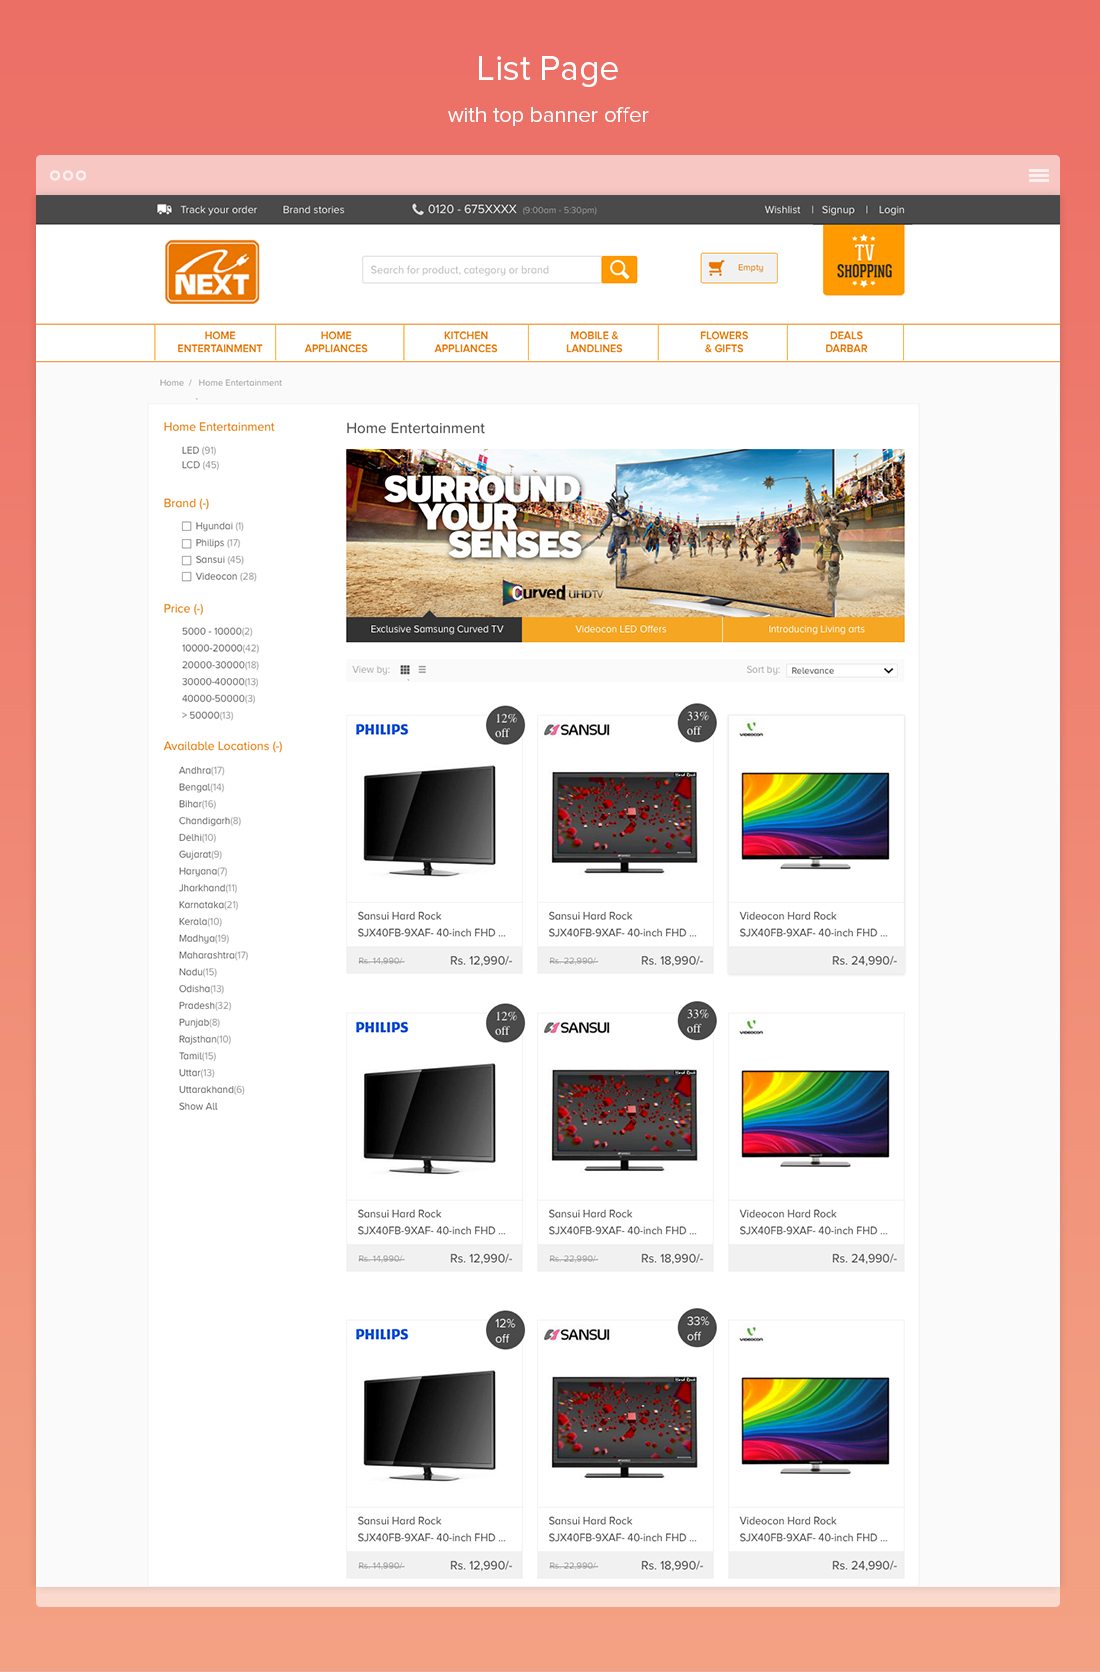 List Page
with top banner offer
Track your order
Brand stories
0120 - 675XXXX (9:00am - 5:30pm)
Wishlist | Signup | Login
NEXT
Search for product, category or brand
Empty
TV
SHOPPING
HOME
ENTERTAINMENT
HOME
APPLIANCES
KITCHEN
APPLIANCES
MOBILE &
LANDLINES
FLOWERS
& GIFTS
DEALS
DARBAR
Home / Home Entertainment
Home Entertainment
LED (91)
LCD (45)
Brand (-)
Hyundai (1)
Philips (17)
Sansui (45)
Videocon (28)
Price (-)
5000 - 10000(2)
10000-20000(42)
20000-30000(18)
30000-40000(13)
40000-50000(3)
> 50000(13)
Available Locations (-)
Andhra(17)
Bengal(14)
Bihar(16)
Chandigarh(8)
Delhi(10)
Gujarat(9)
Haryana(7)
Jharkhand(11)
Karnataka(21)
Kerala(10)
Madhya(19)
Maharashtra(17)
Nadu(15)
Odisha(13)
Pradesh(32)
Punjab(8)
Rajsthan(10)
Tamil(15)
Uttar(13)
Uttarakhand(6)
Show All
Home Entertainment
SURROUND
YOUR
SENSES
Curved UHDTV
Exclusive Samsung Curved TV
Videocon LED Offers
Introducing Living arts
View by:
Sort by: Relevance
PHILIPS
12%
off
Sansui Hard Rock
SJX40FB-9XAF- 40-inch FHD ...
Rs. 14,990/- Rs. 12,990/-
SANSUI
33%
off
Hard Rock
Sansui Hard Rock
SJX40FB-9XAF- 40-inch FHD ...
Rs. 22,990/- Rs. 18,990/-
VIDEOCON
Videocon Hard Rock
SJX40FB-9XAF- 40-inch FHD ...
Rs. 24,990/-
PHILIPS
12%
off
Sansui Hard Rock
SJX40FB-9XAF- 40-inch FHD ...
Rs. 14,990/- Rs. 12,990/-
SANSUI
33%
off
Hard Rock
Sansui Hard Rock
SJX40FB-9XAF- 40-inch FHD ...
Rs. 22,990/- Rs. 18,990/-
VIDEOCON
Videocon Hard Rock
SJX40FB-9XAF- 40-inch FHD ...
Rs. 24,990/-
PHILIPS
12%
off
Sansui Hard Rock
SJX40FB-9XAF- 40-inch FHD ...
Rs. 14,990/- Rs. 12,990/-
SANSUI
33%
off
Hard Rock
Sansui Hard Rock
SJX40FB-9XAF- 40-inch FHD ...
Rs. 22,990/- Rs. 18,990/-
VIDEOCON
Videocon Hard Rock
SJX40FB-9XAF- 40-inch FHD ...
Rs. 24,990/-